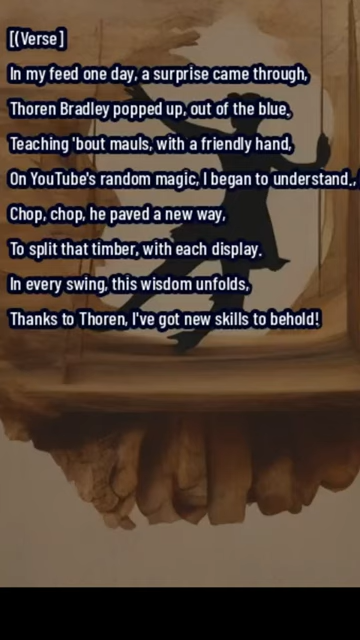 [(Verse]
In my feed one day, a surprise came through,
Thoren Bradley popped up, out of the blue,
Teaching 'bout mauls, with a friendly hand,
On YouTube's random magic, I began to understand.,
Chop, chop, he paved a new way,
To split that timber, with each display.
In every swing, this wisdom unfolds,
Thanks to Thoren, I've got new skills to behold!